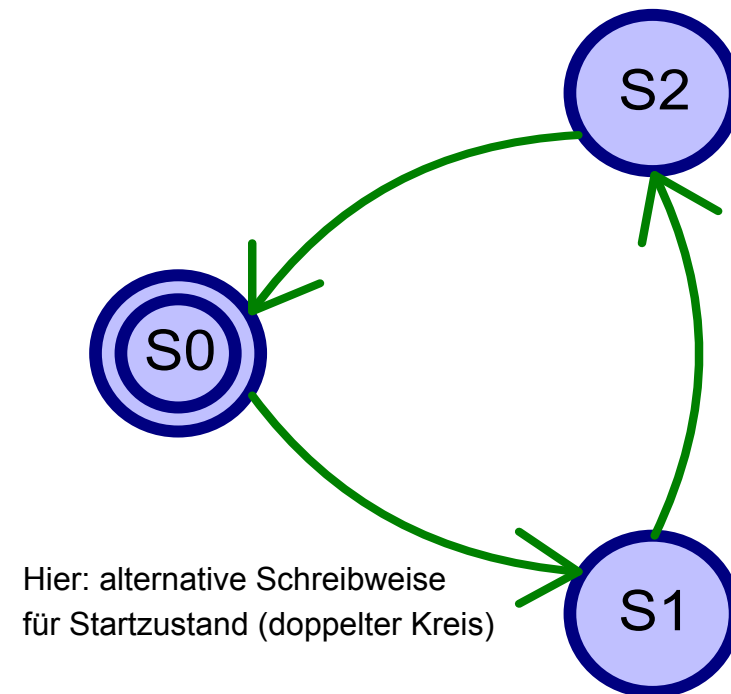 S2
S0
Hier: alternative Schreibweise
für Startzustand (doppelter Kreis)
S1